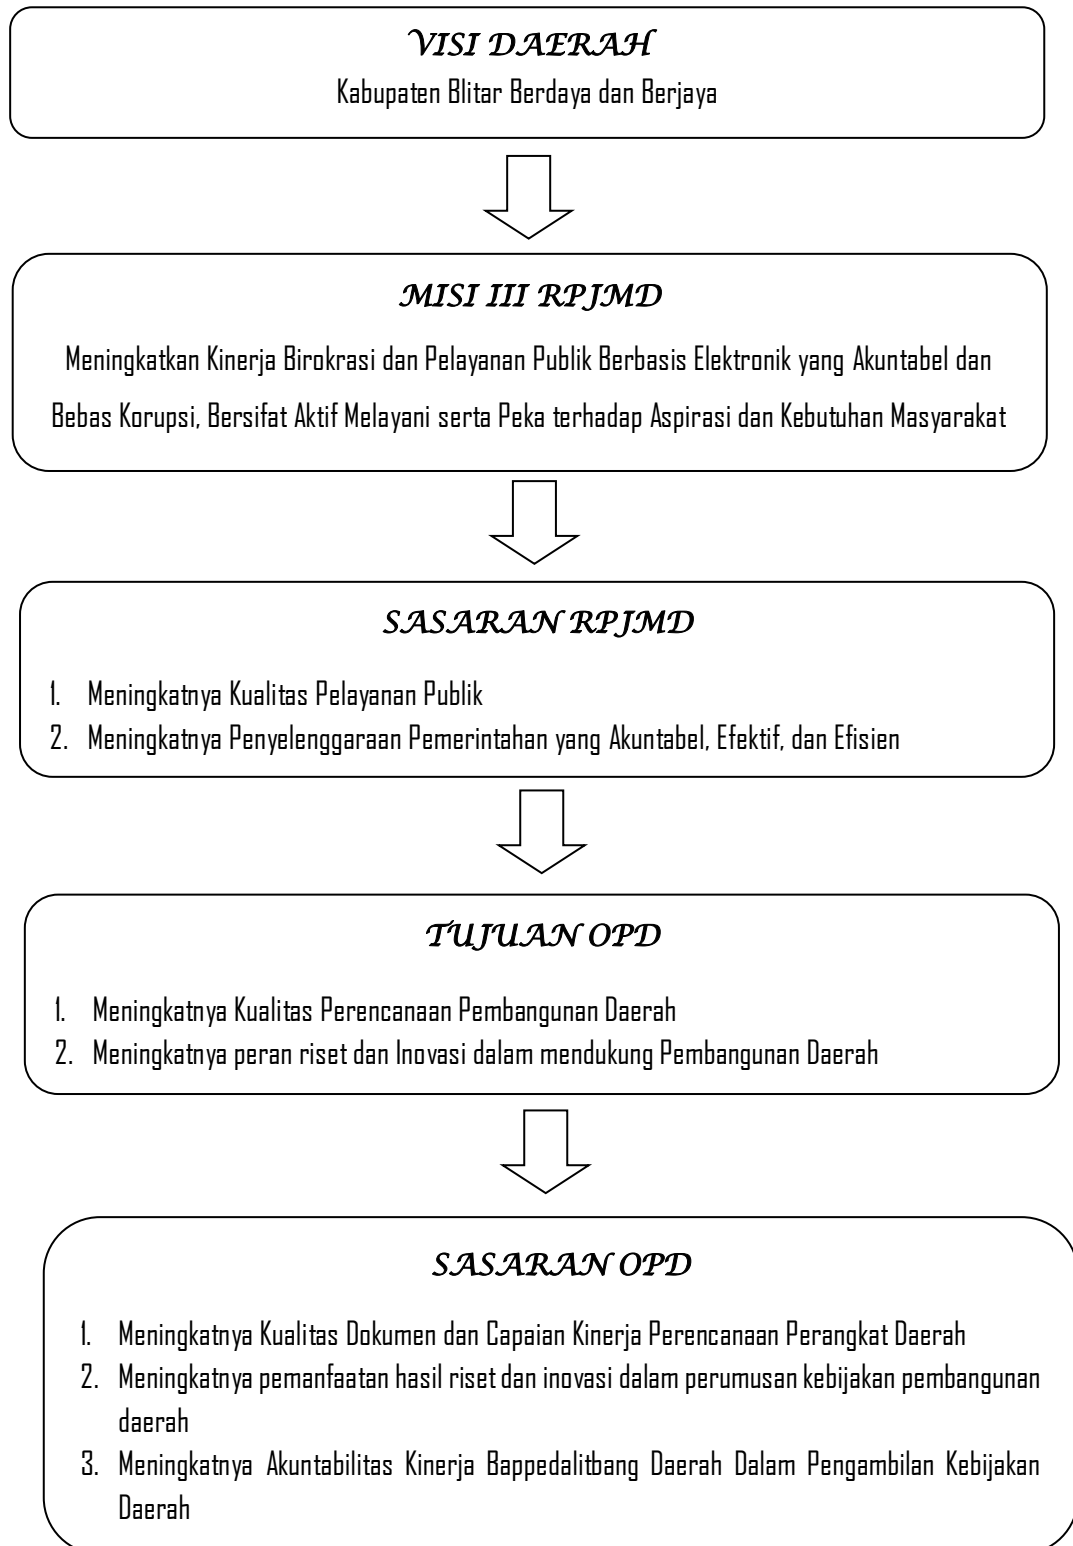 VISI DAERAH
Kabupaten Blitar Berdaya dan Berjaya
MISI III RPJMD
Meningkatkan Kinerja Birokrasi dan Pelayanan Publik Berbasis Elektronik yang Akuntabel dan
Bebas Korupsi, Bersifat Aktif Melayani serta Peka terhadap Aspirasi dan Kebutuhan Masyarakat
SASARAN RPJMD
1. Meningkatnya Kualitas Pelayanan Publik
2. Meningkatnya Penyelenggaraan Pemerintahan yang Akuntabel, Efektif, dan Efisien
TUJUAN OPD
1. Meningkatnya Kualitas Perencanaan Pembangunan Daerah
2. Meningkatnya peran riset dan Inovasi dalam mendukung Pembangunan Daerah
SASARAN OPD
1. Meningkatnya Kualitas Dokumen dan Capaian Kinerja Perencanaan Perangkat Daerah
2. Meningkatnya pemanfaatan hasil riset dan inovasi dalam perumusan kebijakan pembangunan
daerah
3. Meningkatnya Akuntabilitas Kinerja Bappedalitbang Daerah Dalam Pengambilan Kebijakan
Daerah